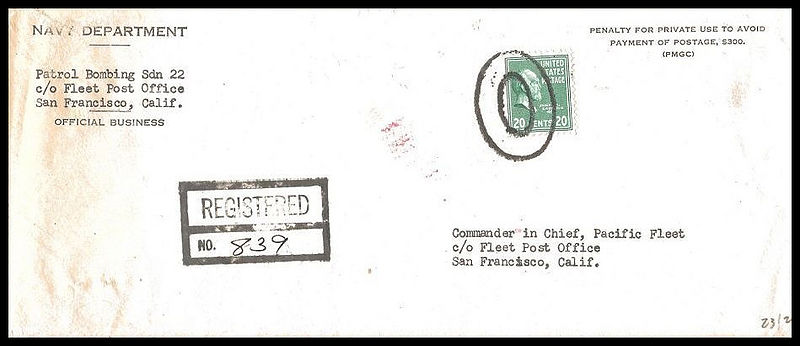 NAVY DEPARTMENT
Patrol Bombing Sdn 22
c/o Fleet Post Office
San Francisco, Calif.
OFFICIAL BUSINESS
PENALTY FOR PRIVATE USE TO AVOID
PAYMENT OF POSTAGE, $300.
(PMGC)
UNITED
STATES
POSTAGE
20 CENTS 20
REGISTERED
NO. 839
Commander in Chief, Pacific Fleet
c/o Fleet Post Office
San Francisco, Calif.